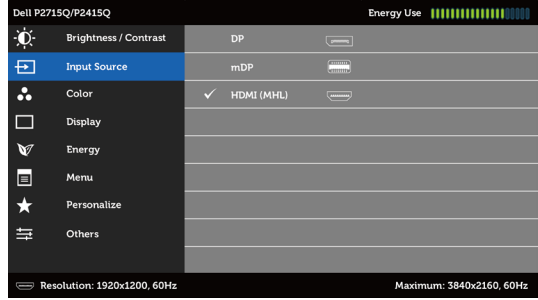 Dell P2715Q/P2415Q Energy Use
Brightness / Contrast DP
Input Source mDP
Color HDMI (MHL)
Display
Energy
Menu
Personalize
Others
Resolution: 1920x1200, 60Hz Maximum: 3840x2160, 60Hz